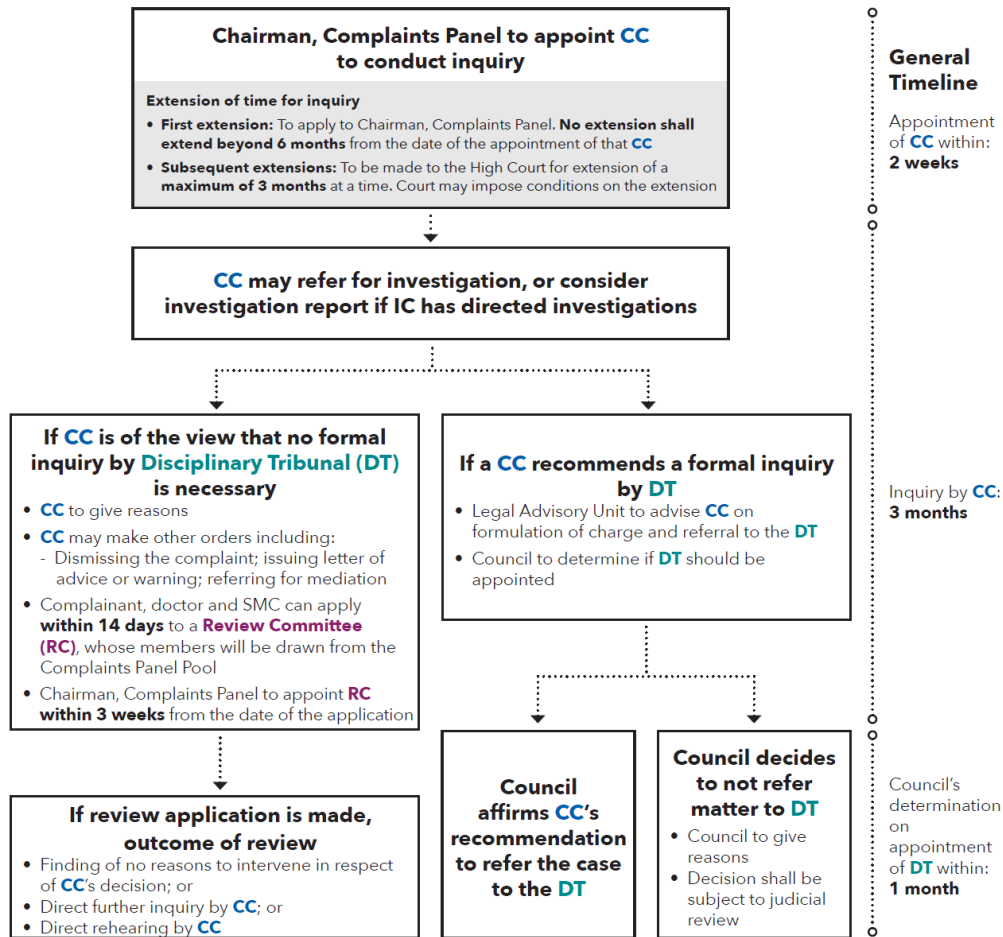 Chairman, Complaints Panel to appoint CC
to conduct inquiry
Extension of time for inquiry
• First extension: To apply to Chairman, Complaints Panel. No extension shall
extend beyond 6 months from the date of the appointment of that CC
• Subsequent extensions: To be made to the High Court for extension of a
maximum of 3 months at a time. Court may impose conditions on the extension
General
Timeline
Appointment
of CC within:
2 weeks
CC may refer for investigation, or consider
investigation report if IC has directed investigations
If CC is of the view that no formal
inquiry by Disciplinary Tribunal (DT)
is necessary
• CC to give reasons
• CC may make other orders including:
- Dismissing the complaint; issuing letter of
advice or warning; referring for mediation
• Complainant, doctor and SMC can apply
within 14 days to a Review Committee
(RC), whose members will be drawn from the
Complaints Panel Pool
• Chairman, Complaints Panel to appoint RC
within 3 weeks from the date of the application
If a CC recommends a formal inquiry
by DT
• Legal Advisory Unit to advise CC on
formulation of charge and referral to the DT
• Council to determine if DT should be
appointed
Inquiry by CC:
3 months
If review application is made,
outcome of review
• Finding of no reasons to intervene in respect
of CC's decision; or
• Direct further inquiry by CC; or
• Direct rehearing by CC
Council
affirms CC's
recommendation
to refer the case
to the DT
Council decides
to not refer
matter to DT
• Council to give
reasons
• Decision shall be
subject to judicial
review
Council's
determination
on
appointment
of DT within:
1 month